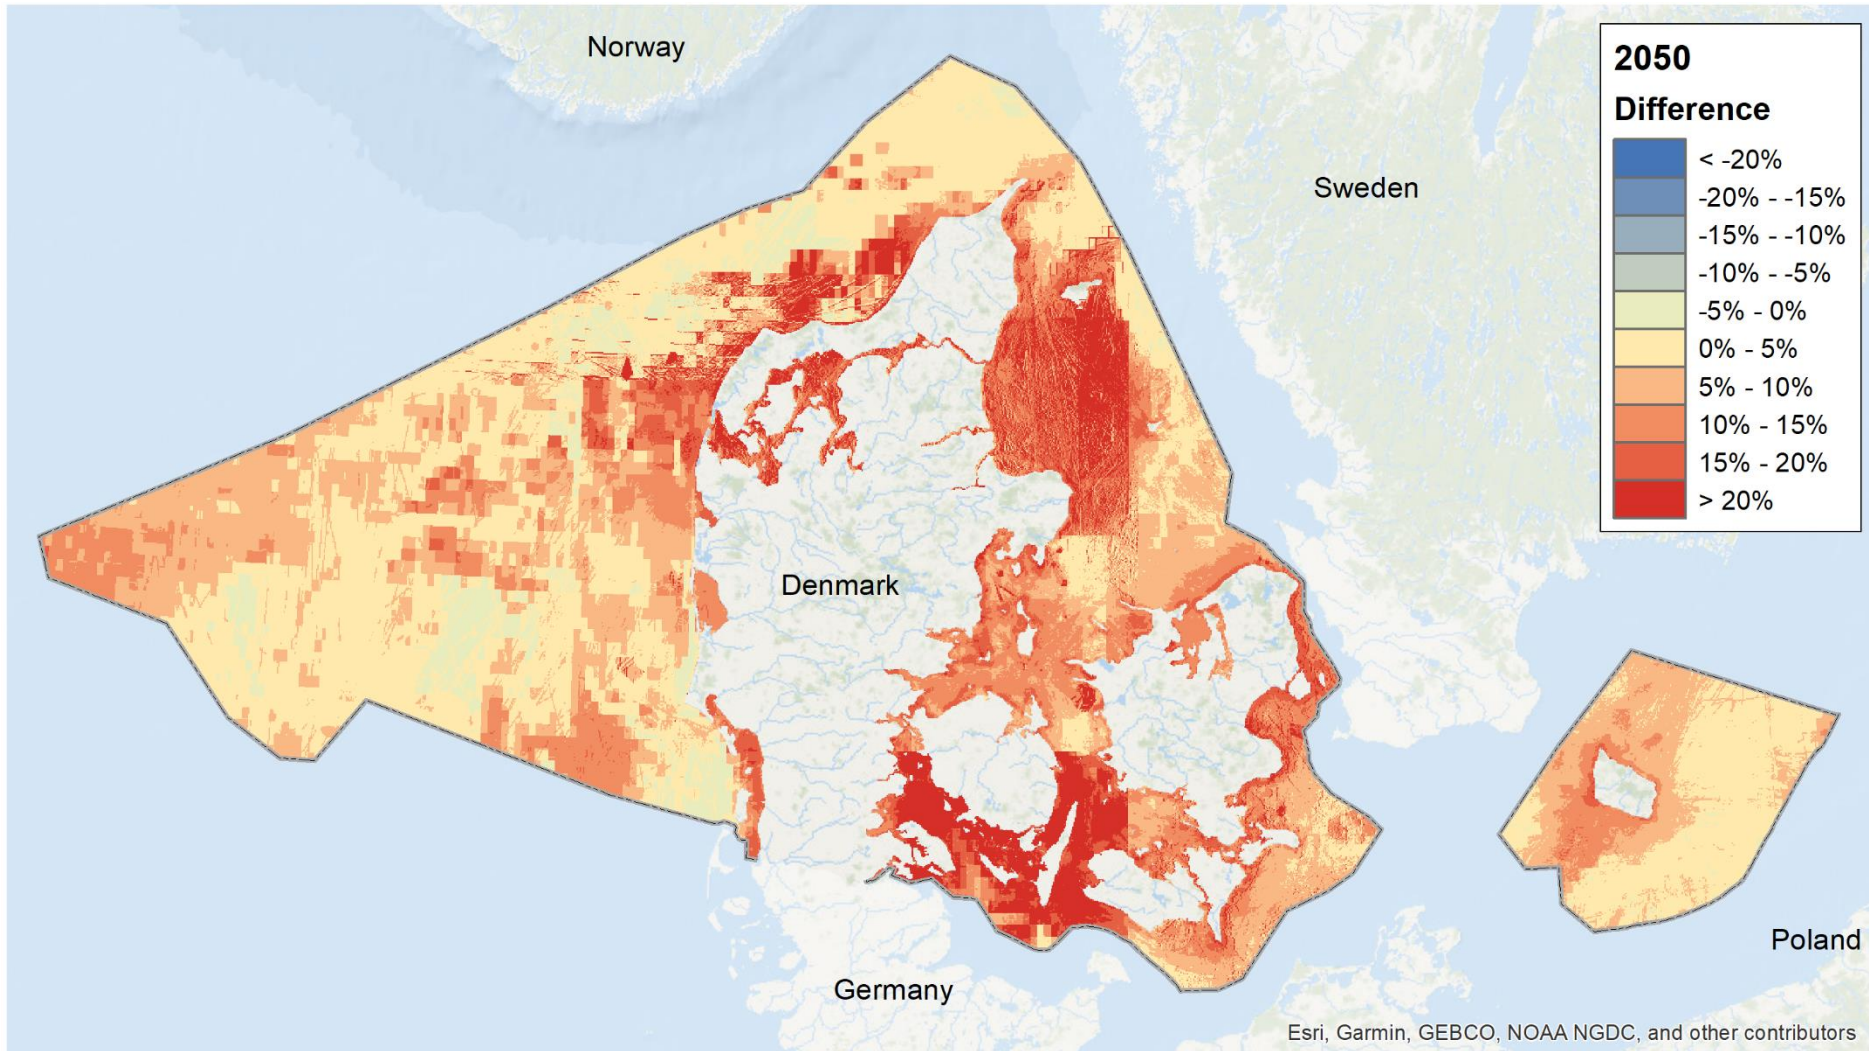 Norway
2050
Difference
< -20%
-20% - -15%
-15% - -10%
-10% - -5%
-5% - 0%
0% - 5%
5% - 10%
10% - 15%
15% - 20%
> 20%
Sweden
Denmark
Poland
Germany
Esri, Garmin, GEBCO, NOAA NGDC, and other contributors